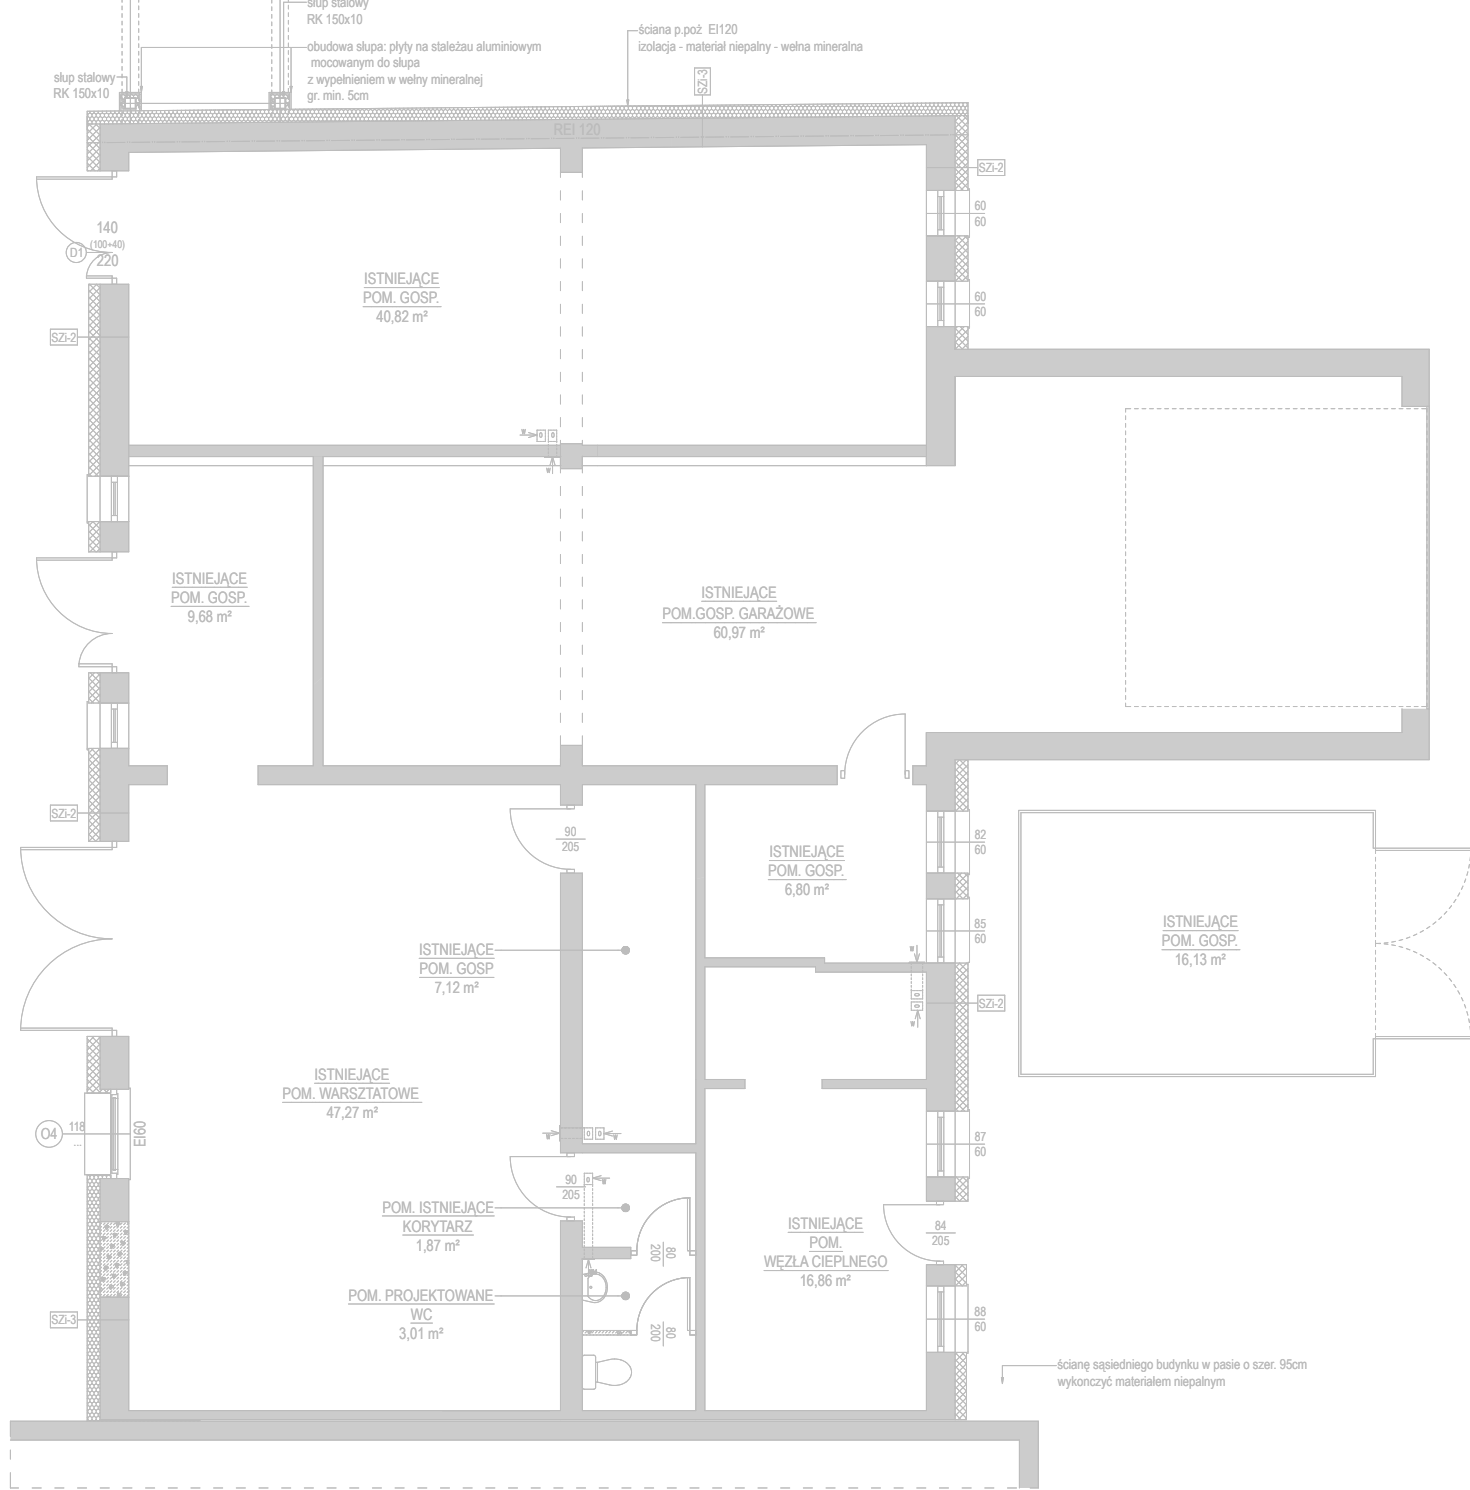 słup stalowy
RK 150x10
obudowa słupa: płyty na stależau aluminiowym
mocowanym do słupa
z wypełnieniem w wełny mineralnej
gr. min. 5cm
słup stalowy
RK 150x10
ściana p.poż EI120
izolacja - materiał niepalny - wełna mineralna
SZi-3
REI 120
SZi-2
60
60
140
(100+40)
220
D1
ISTNIEJĄCE
POM. GOSP.
40,82 m²
60
60
SZi-2
ISTNIEJĄCE
POM. GOSP.
9,68 m²
ISTNIEJĄCE
POM.GOSP. GARAŻOWE
60,97 m²
SZi-2
90
205
ISTNIEJĄCE
POM. GOSP.
6,80 m²
82
60
85
60
ISTNIEJĄCE
POM. GOSP.
16,13 m²
ISTNIEJĄCE
POM. GOSP
7,12 m²
SZi-2
ISTNIEJĄCE
POM. WARSZTATOWE
47,27 m²
O4
118
...
EI60
87
60
90
205
POM. ISTNIEJĄCE
KORYTARZ
1,87 m²
80
200
ISTNIEJĄCE
POM.
WĘZŁA CIEPLNEGO
16,86 m²
84
205
POM. PROJEKTOWANE
WC
3,01 m²
80
200
SZi-3
88
60
ścianę sąsiedniego budynku w pasie o szer. 95cm
wykonczyć materiałem niepalnym